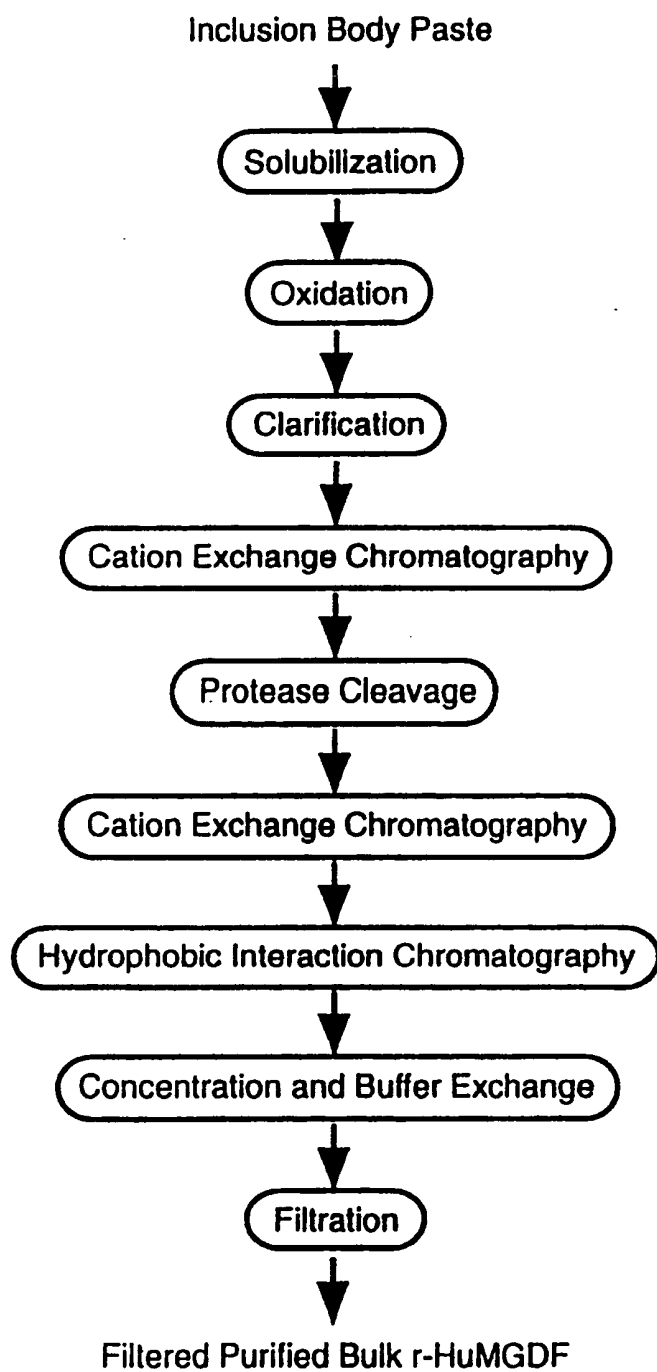 Inclusion Body Paste
Solubilization
Oxidation
Clarification
Cation Exchange Chromatography
Protease Cleavage
Cation Exchange Chromatography
Hydrophobic Interaction Chromatography
Concentration and Buffer Exchange
Filtration
Filtered Purified Bulk r-HuMGDF